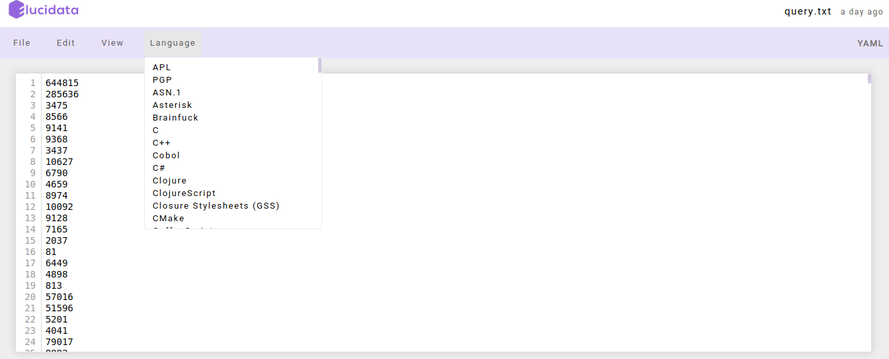 elucidata
query.txt a day ago
File Edit View Language YAML
APL
PGP
ASN.1
Asterisk
Brainfuck
C
C++
Cobol
C#
Clojure
ClojureScript
Closure Stylesheets (GSS)
CMake
1 644815
2 285636
3 3475
4 8566
5 9141
6 9368
7 3437
8 10627
9 6790
10 4659
11 8974
12 10092
13 9128
14 7165
15 2037
16 81
17 6449
18 4898
19 813
20 57016
21 51596
22 5201
23 4041
24 79017